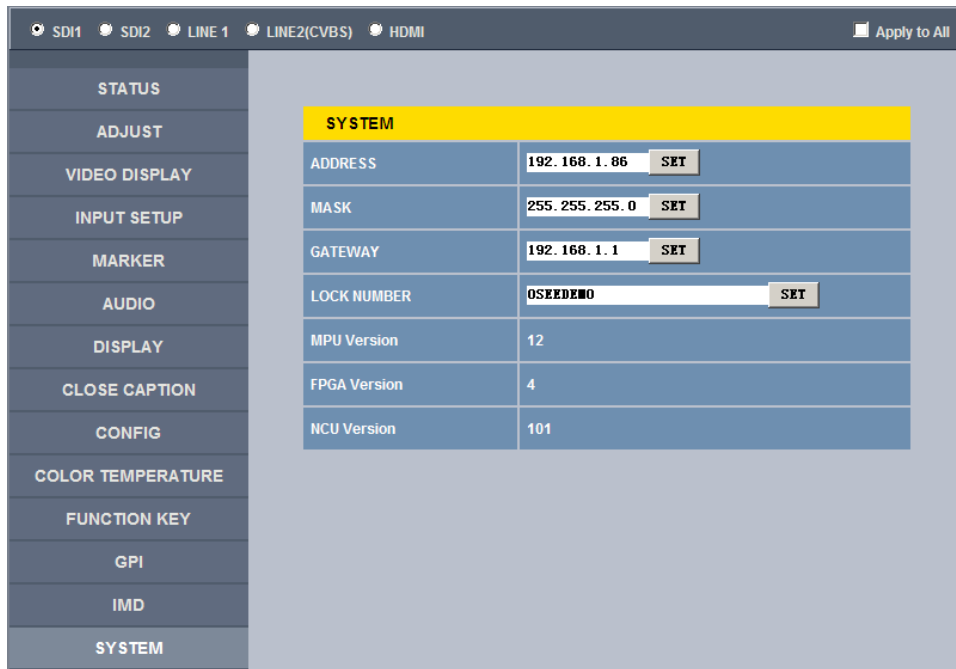 SDI1 SDI2 LINE 1 LINE2(CVBS) HDMI Apply to All
STATUS
ADJUST
VIDEO DISPLAY
INPUT SETUP
MARKER
AUDIO
DISPLAY
CLOSE CAPTION
CONFIG
COLOR TEMPERATURE
FUNCTION KEY
GPI
IMD
SYSTEM
SYSTEM
ADDRESS 192.168.1.86 SET
MASK 255.255.255.0 SET
GATEWAY 192.168.1.1 SET
LOCK NUMBER OSEEDEMO SET
MPU Version 12
FPGA Version 4
NCU Version 101